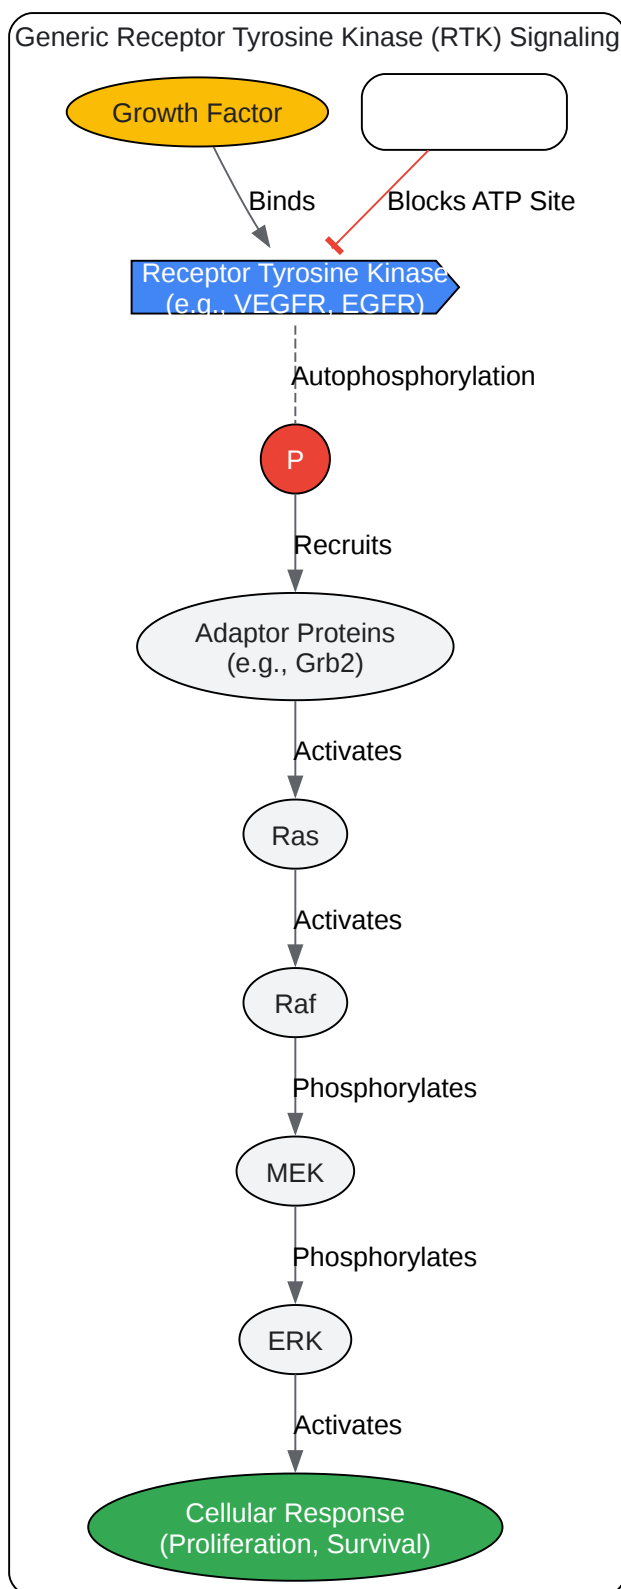 Generic Receptor Tyrosine Kinase (RTK) Signaling
Growth Factor
Binds
Blocks ATP Site
Receptor Tyrosine Kinase
(e.g., VEGFR, EGFR)
Autophosphorylation
P
Recruits
Adaptor Proteins
(e.g., Grb2)
Activates
Ras
Activates
Raf
Phosphorylates
MEK
Phosphorylates
ERK
Activates
Cellular Response
(Proliferation, Survival)